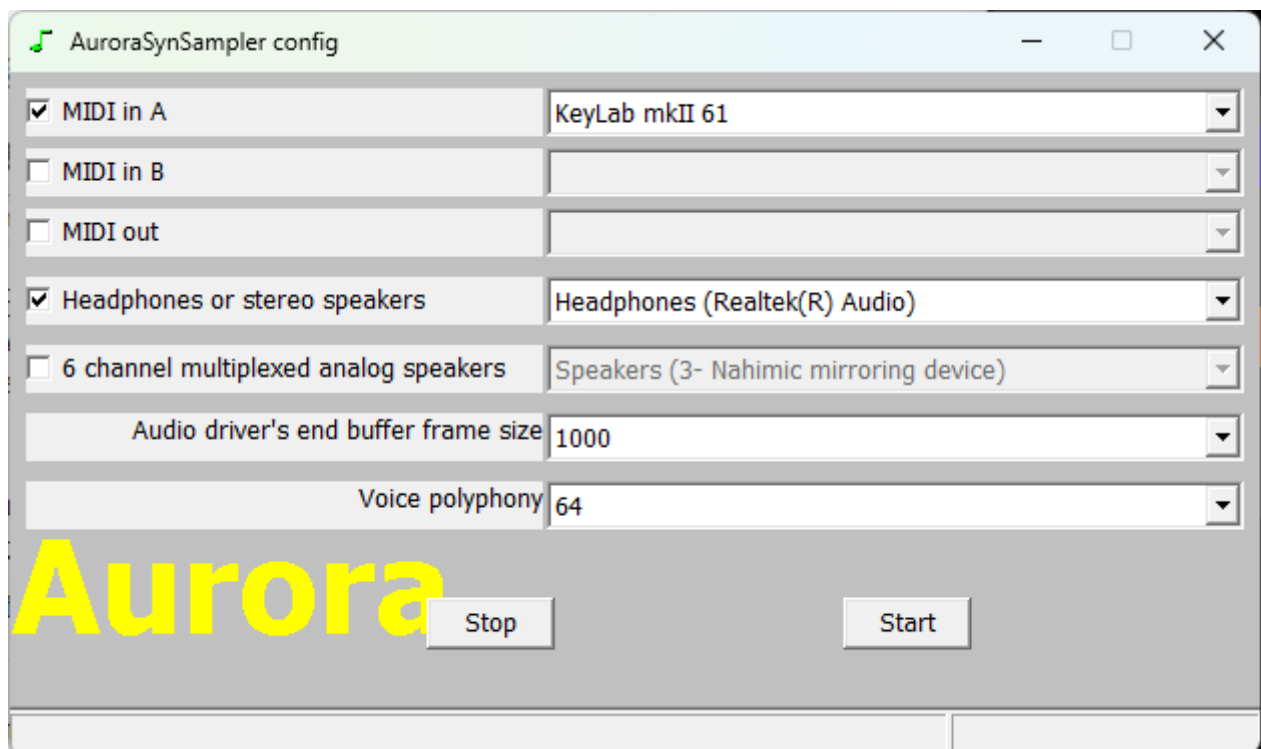 AuroraSynSampler config
MIDI in A KeyLab mkII 61
MIDI in B
MIDI out
Headphones or stereo speakers Headphones (Realtek(R) Audio)
6 channel multiplexed analog speakers Speakers (3- Nahimic mirroring device)
Audio driver's end buffer frame size 1000
Voice polyphony 64
Aurora Stop Start